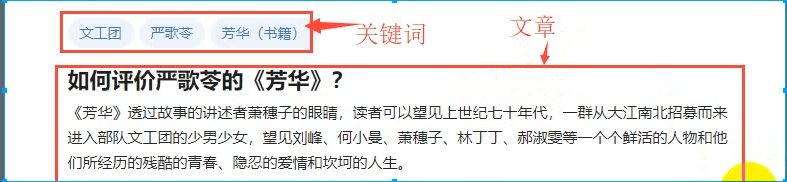 文工团 严歌苓 芳华（书籍） 关键词 文章
如何评价严歌苓的《芳华》？
《芳华》透过故事的讲述者萧穗子的眼睛，读者可以望见上世纪七十年代，一群从大江南北招募而来
进入部队文工团的少男少女，望见刘峰、何小曼、萧穗子、林丁丁、郝淑雯等一个个鲜活的人物和他
们所经历的残酷的青春、隐忍的爱情和坎坷的人生。